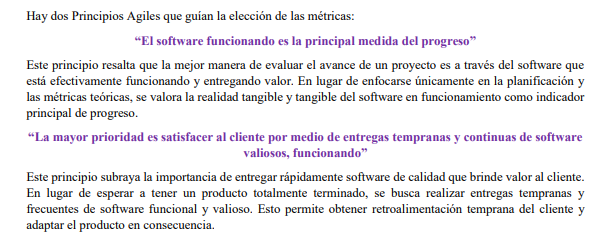 Hay dos Principios Agiles que guían la elección de las métricas:
“El software funcionando es la principal medida del progreso”
Este principio resalta que la mejor manera de evaluar el avance de un proyecto es a través del software que
está efectivamente funcionando y entregando valor. En lugar de enfocarse únicamente en la planificación y
las métricas teóricas, se valora la realidad tangible y tangible del software en funcionamiento como indicador
principal de progreso.
“La mayor prioridad es satisfacer al cliente por medio de entregas tempranas y continuas de software
valiosos, funcionando”
Este principio subraya la importancia de entregar rápidamente software de calidad que brinde valor al cliente.
En lugar de esperar a tener un producto totalmente terminado, se busca realizar entregas tempranas y
frecuentes de software funcional y valioso. Esto permite obtener retroalimentación temprana del cliente y
adaptar el producto en consecuencia.